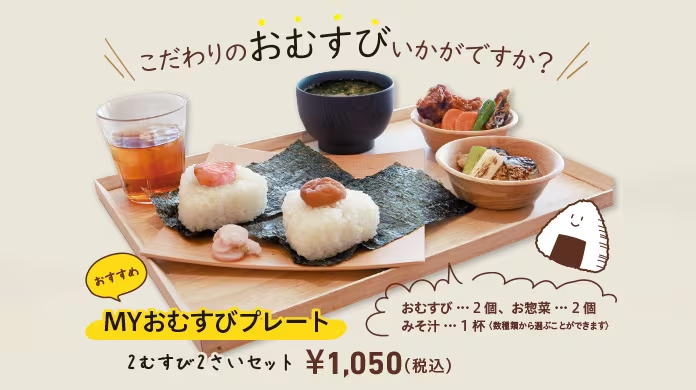 こだわりのおむすびいかがですか?
おすすめ
MYおむすびプレート
2むすび2さいセット ¥1,050(税込)
おむすび…2個、お惣菜…2個
みそ汁…1杯〈数種類から選ぶことができます〉